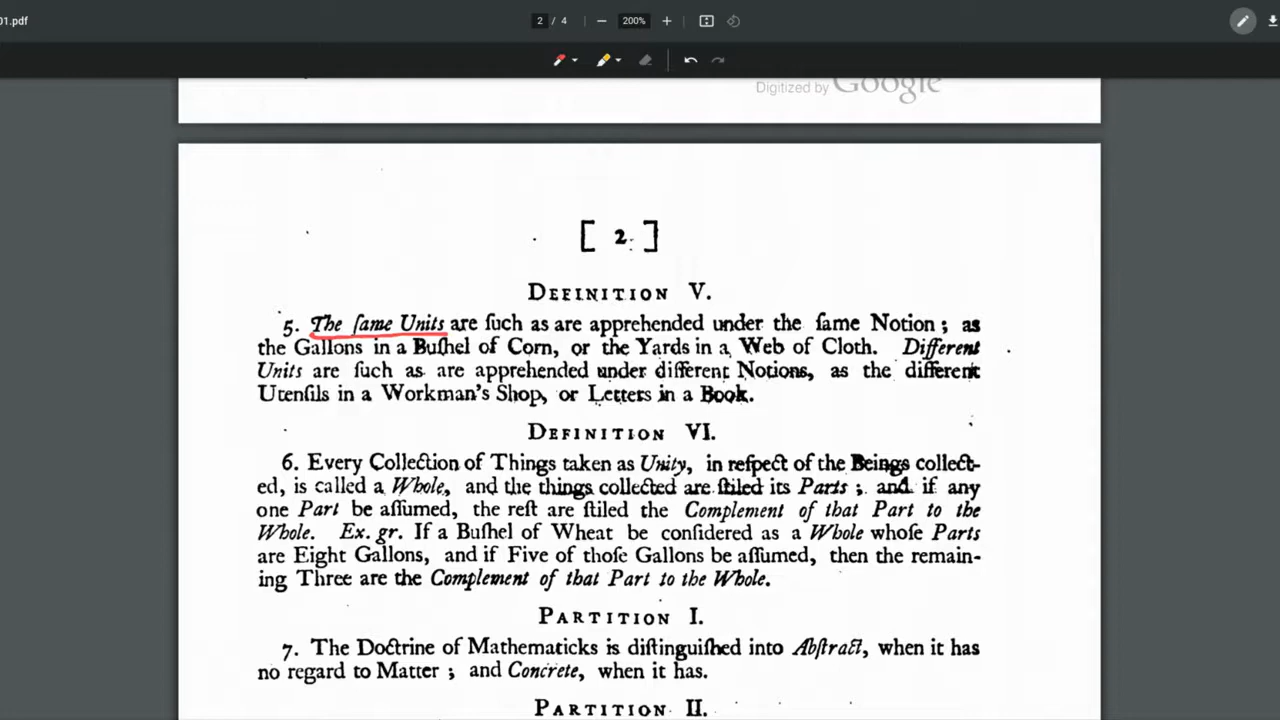 01.pdf
2 / 4
200%
Digitized by Google
[ 2. ]
DEFINITION V.
5. The ſame Units are ſuch as are apprehended under the ſame Notion ; as
the Gallons in a Buſhel of Corn, or the Yards in a Web of Cloth. Different
Units are ſuch as are apprehended under different Notions, as the different
Utenſils in a Workman's Shop, or Letters in a Book.
DEFINITION VI.
6. Every Collection of Things taken as Unity, in reſpect of the Beings collect-
ed, is called a Whole, and the things collected are ſtiled its Parts ; and if any
one Part be aſſumed, the reſt are ſtiled the Complement of that Part to the
Whole. Ex. gr. If a Buſhel of Wheat be conſidered as a Whole whoſe Parts
are Eight Gallons, and if Five of thoſe Gallons be aſſumed, then the remain-
ing Three are the Complement of that Part to the Whole.
PARTITION I.
7. The Doctrine of Mathematicks is diſtinguiſhed into Abſtract, when it has
no regard to Matter ; and Concrete, when it has.
PARTITION II.